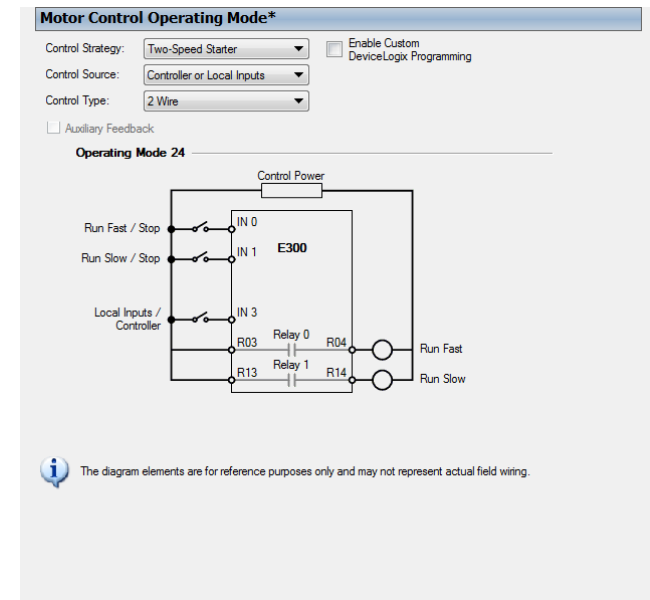 Motor Control Operating Mode*
Control Strategy: Two-Speed Starter
Enable Custom
DeviceLogix Programming
Control Source: Controller or Local Inputs
Control Type: 2 Wire
Auxiliary Feedback
Operating Mode 24
Control Power
Run Fast / Stop IN 0
Run Slow / Stop IN 1 E300
Local Inputs /
Controller
IN 3
R03 Relay 0 R04 Run Fast
R13 Relay 1 R14 Run Slow
The diagram elements are for reference purposes only and may not represent actual field wiring.